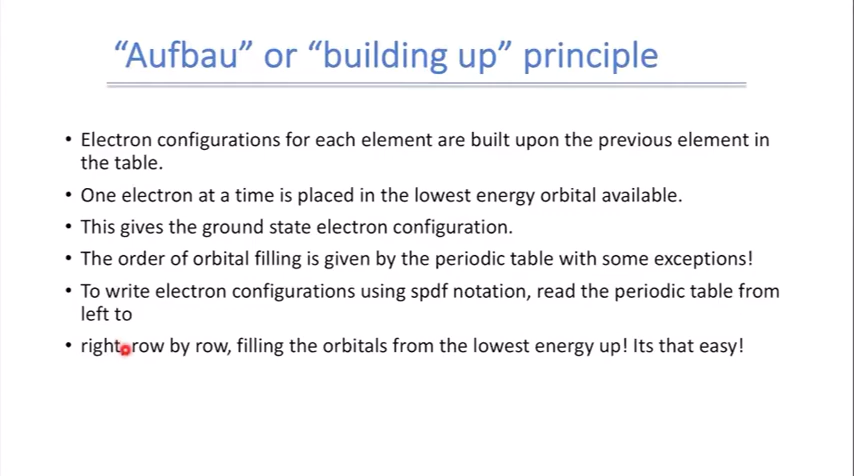 “Aufbau” or “building up” principle
• Electron configurations for each element are built upon the previous element in
the table.
• One electron at a time is placed in the lowest energy orbital available.
• This gives the ground state electron configuration.
• The order of orbital filling is given by the periodic table with some exceptions!
• To write electron configurations using spdf notation, read the periodic table from
left to
• right, row by row, filling the orbitals from the lowest energy up! Its that easy!